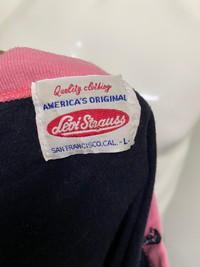 Quality clothing
AMERICA'S ORIGINAL
Levi Strauss
SAN FRANCISCO,CAL. -L-